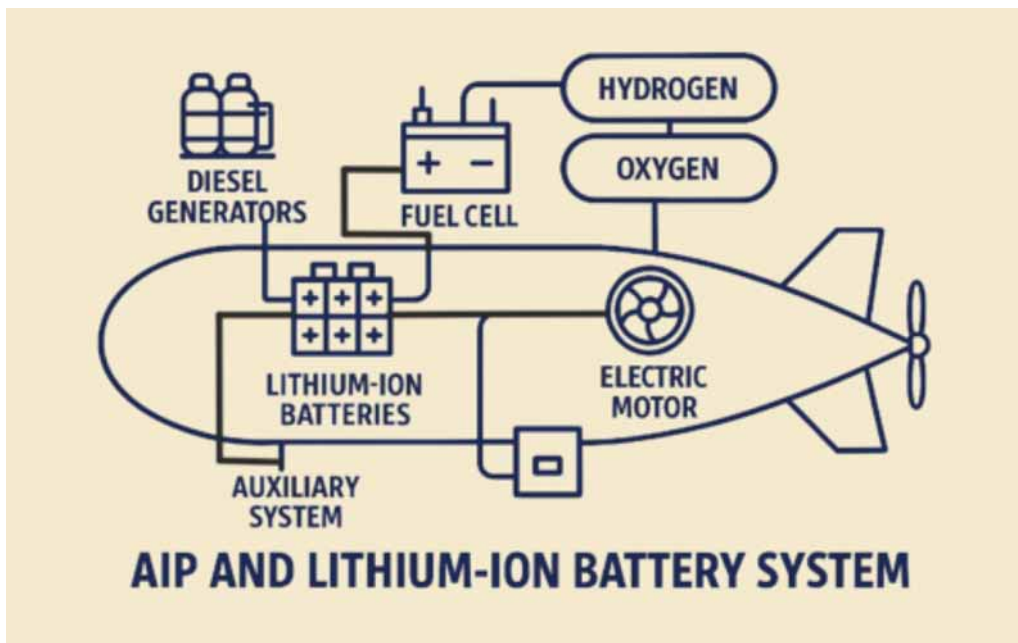 HYDROGEN
OXYGEN
DIESEL
GENERATORS
FUEL CELL
LITHIUM-ION
BATTERIES
ELECTRIC
MOTOR
AUXILIARY
SYSTEM
AIP AND LITHIUM-ION BATTERY SYSTEM